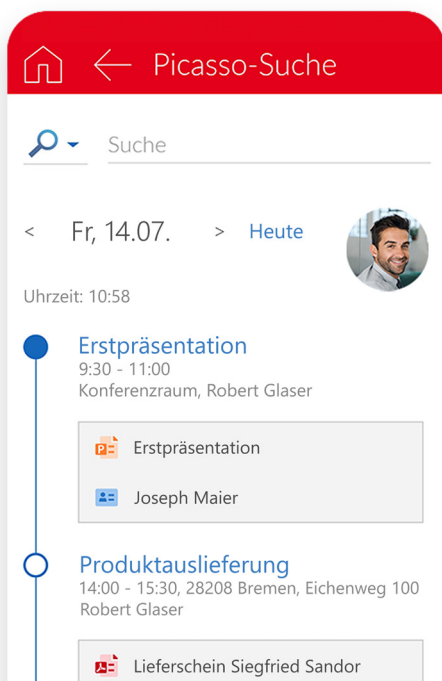 Picasso-Suche
Suche
< Fr, 14.07. > Heute
Uhrzeit: 10:58
Erstpräsentation
9:30 - 11:00
Konferenzraum, Robert Glaser
Erstpräsentation
Joseph Maier
Produktauslieferung
14:00 - 15:30, 28208 Bremen, Eichenweg 100
Robert Glaser
Lieferschein Siegfried Sandor